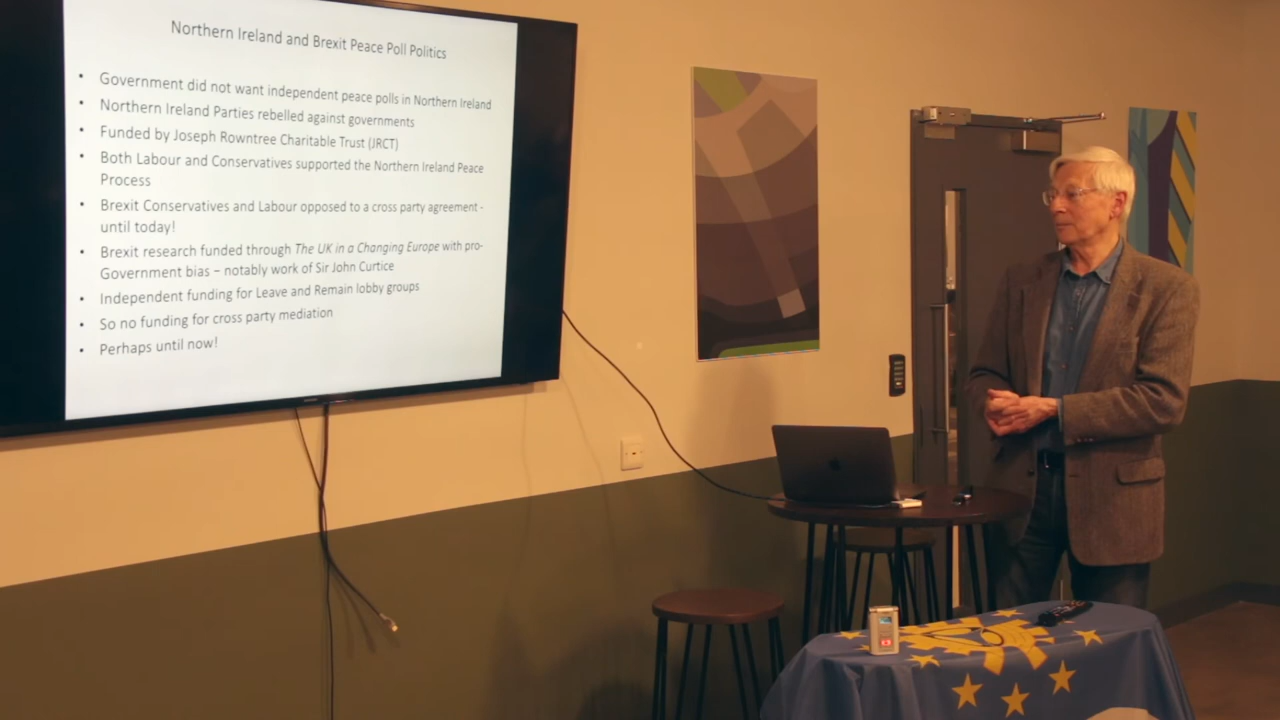 Northern Ireland and Brexit Peace Poll Politics
• Government did not want independent peace polls in Northern Ireland
• Northern Ireland Parties rebelled against governments
• Funded by Joseph Rowntree Charitable Trust (JRCT)
• Both Labour and Conservatives supported the Northern Ireland Peace
Process
• Brexit Conservatives and Labour opposed to a cross party agreement -
until today!
• Brexit research funded through The UK in a Changing Europe with pro-
Government bias – notably work of Sir John Curtice
• Independent funding for Leave and Remain lobby groups
• So no funding for cross party mediation
• Perhaps until now!